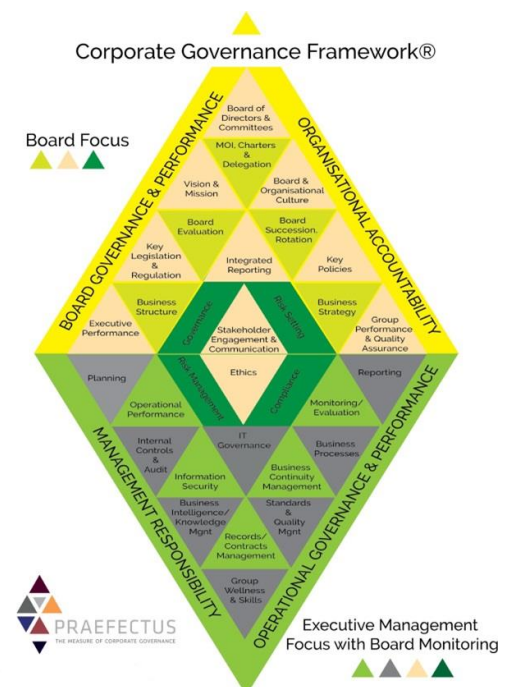 Corporate Governance Framework®
Board Focus
BOARD GOVERNANCE & PERFORMANCE
ORGANISATIONAL ACCOUNTABILITY
Board of
Directors &
Committees
MOI, Charters
&
Delegation
Vision &
Mission
Board &
Organisational
Culture
Board
Evaluation
Board
Succession,
Rotation
Key
Legislation
&
Regulation
Integrated
Reporting
Key
Policies
Business
Structure
Business
Strategy
Executive
Performance
Governance
Risk Setting
Stakeholder
Engagement &
Communication
Group
Performance
& Quality
Assurance
Planning
Risk Management
Ethics
Compliance
Reporting
Operational
Performance
Monitoring/
Evaluation
Internal
Controls
&
Audit
IT
Governance
Business
Processes
Information
Security
Business
Continuity
Management
Business
Intelligence/
Knowledge
Mgnt
Standards
&
Quality
Mgnt
Records/
Contracts
Management
Group
Wellness
& Skills
MANAGEMENT RESPONSIBILITY
OPERATIONAL GOVERNANCE & PERFORMANCE
PRAEFECTUS
THE MEASURE OF CORPORATE GOVERNANCE
Executive Management
Focus with Board Monitoring